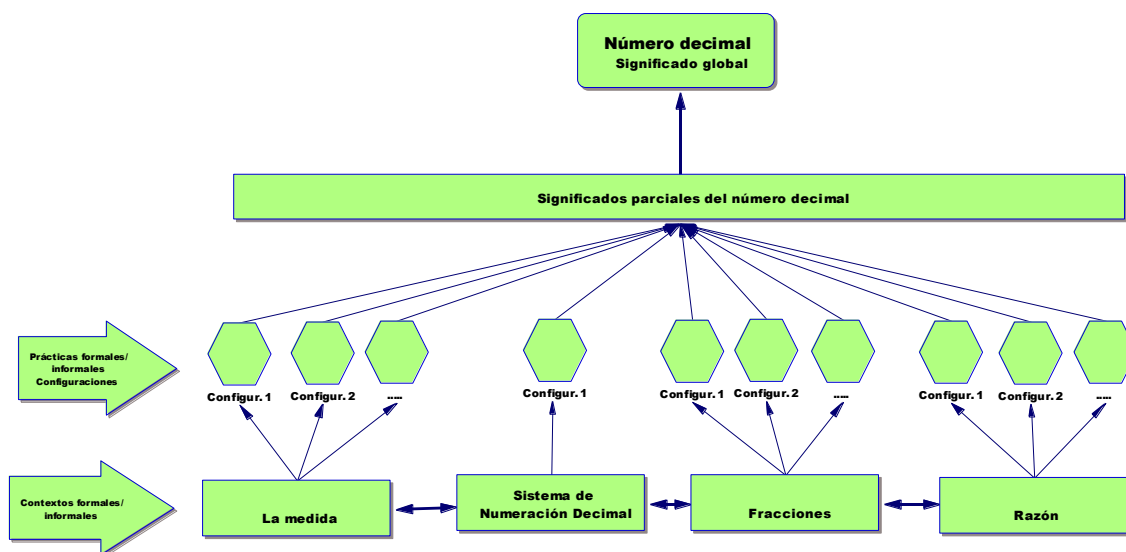 Número decimal
Significado global
Significados parciales del número decimal
Prácticas formales/
informales
Configuraciones
Configur. 1
Configur. 2
.....
Configur. 1
Configur. 1
Configur. 2
.....
Configur. 1
Configur. 2
.....
Contextos formales/
informales
La medida
Sistema de
Numeración Decimal
Fracciones
Razón